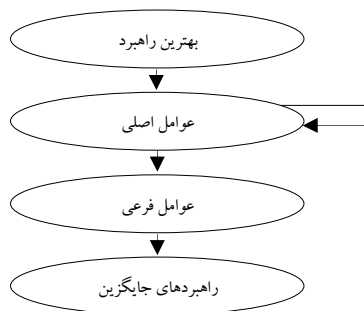 بهترین راهبرد
عوامل اصلی
عوامل فرعی
راهبردهای جایگزین